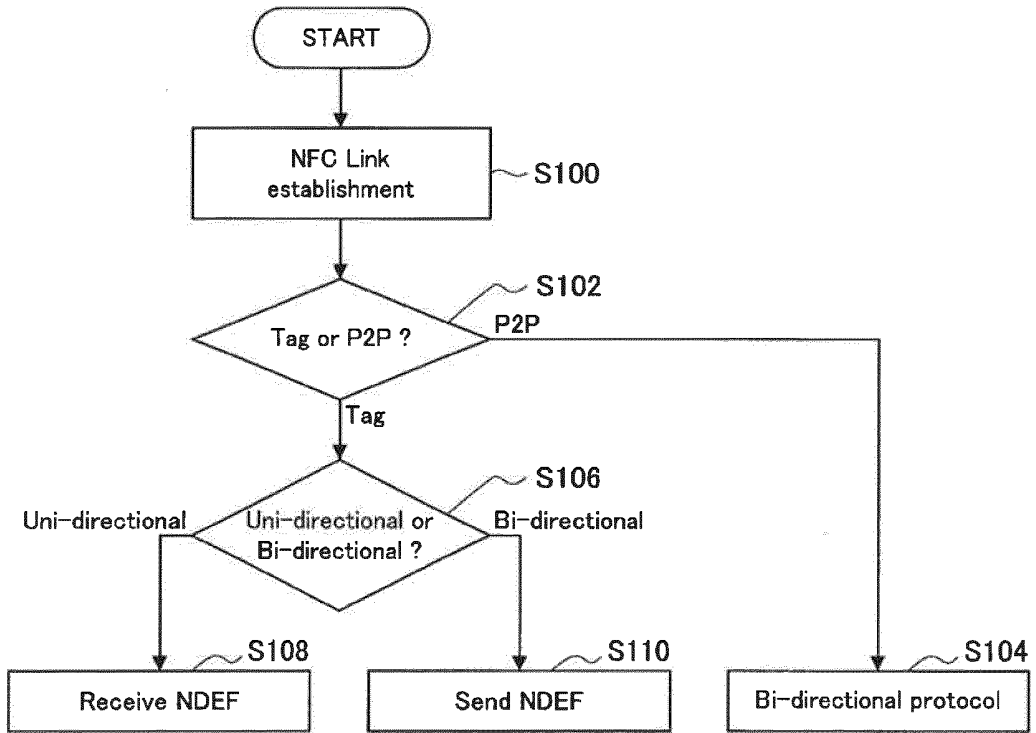 START
NFC Link
establishment
S100
S102
Tag or P2P ?
P2P
Tag
S106
Uni-directional
Uni-directional or
Bi-directional ?
Bi-directional
S108
Receive NDEF
S110
Send NDEF
S104
Bi-directional protocol